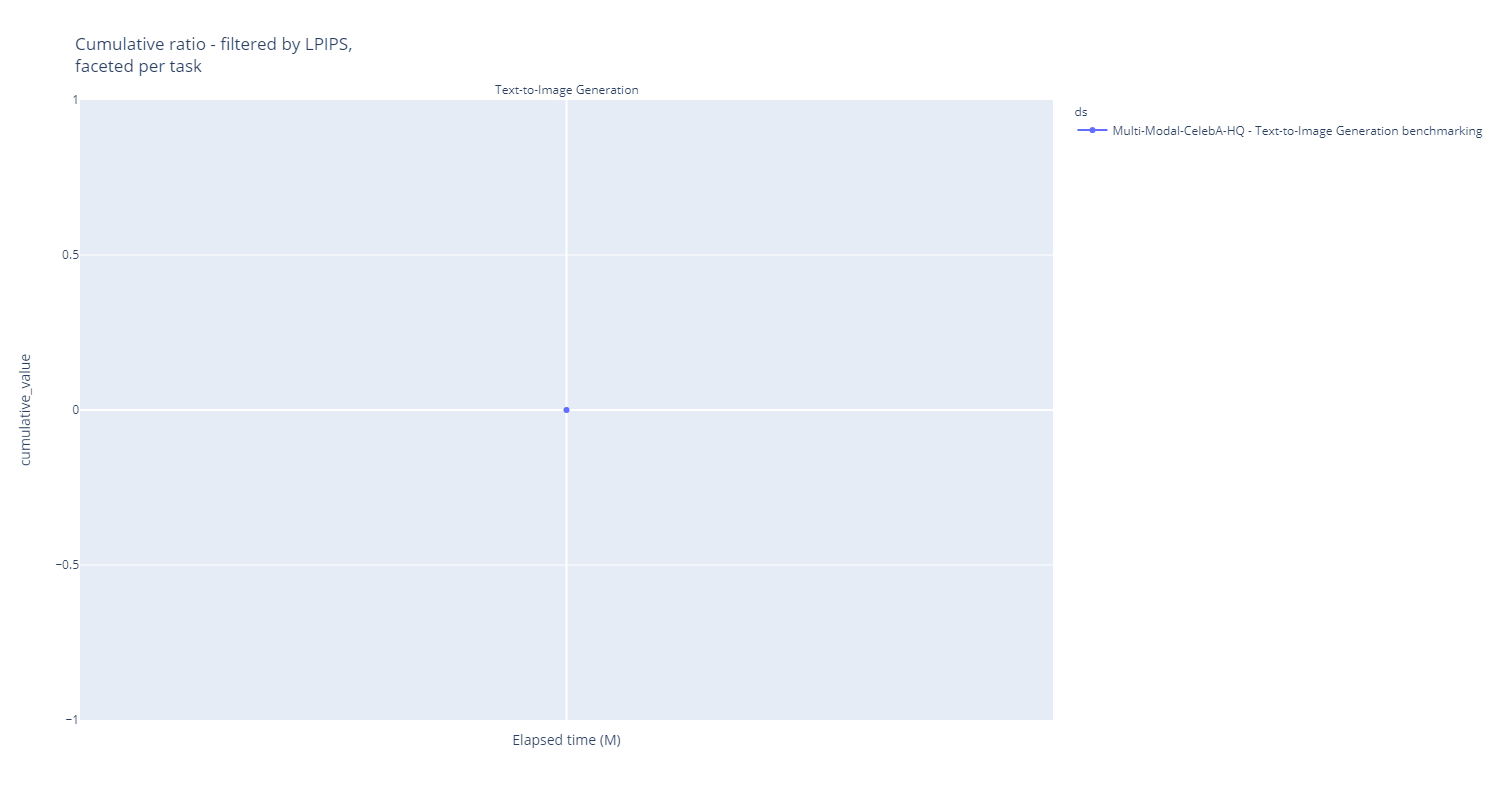 Cumulative ratio - filtered by LPIPS,
faceted per task
Text-to-Image Generation
ds
Multi-Modal-CelebA-HQ - Text-to-Image Generation benchmarking
1
0.5
0
−0.5
−1
cumulative_value
Elapsed time (M)